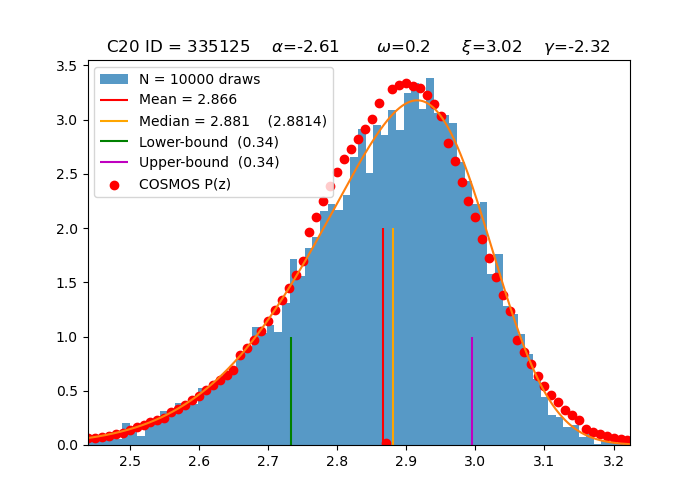 C20 ID = 335125 α=-2.61 ω=0.2 ξ=3.02 γ=-2.32
N = 10000 draws
Mean = 2.866
Median = 2.881 (2.8814)
Lower-bound (0.34)
Upper-bound (0.34)
COSMOS P(z)
3.5
3.0
2.5
2.0
1.5
1.0
0.5
0.0
2.5 2.6 2.7 2.8 2.9 3.0 3.1 3.2